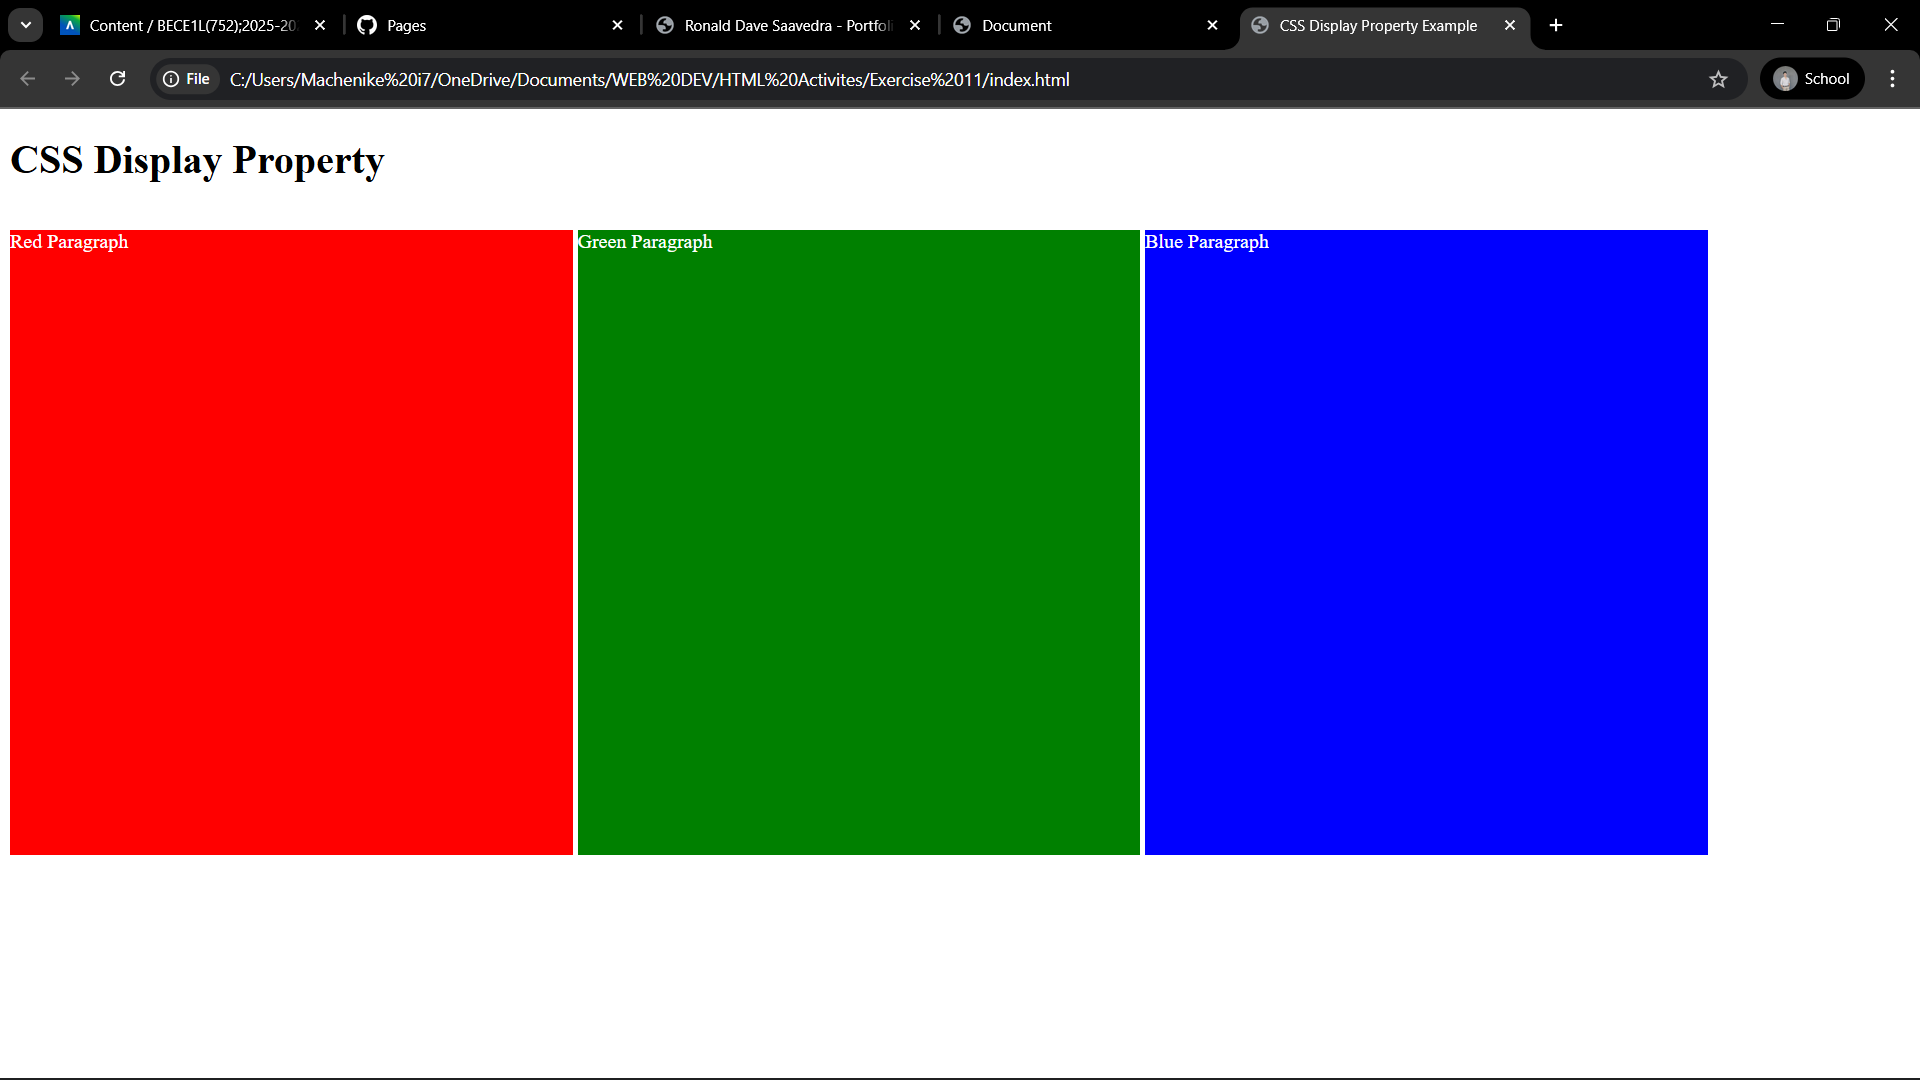 Content / BECE1L(752);2025-20
Pages
Ronald Dave Saavedra - Portfoli
Document
CSS Display Property Example
File
C:/Users/Machenike%20i7/OneDrive/Documents/WEB%20DEV/HTML%20Activites/Exercise%2011/index.html
School
CSS Display Property
Red Paragraph
Green Paragraph
Blue Paragraph